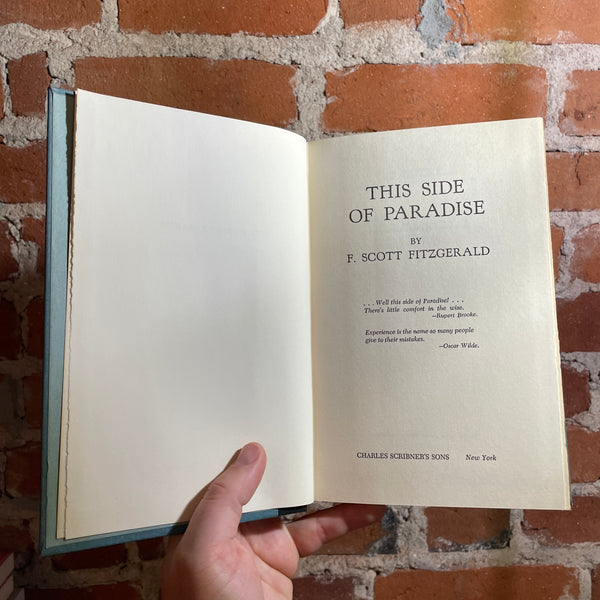 THIS SIDE
OF PARADISE
BY
F. SCOTT FITZGERALD
. . . Well this side of Paradise! . . .
There's little comfort in the wise.
—Rupert Brooke.
Experience is the name so many people
give to their mistakes.
—Oscar Wilde.
CHARLES SCRIBNER'S SONS New York